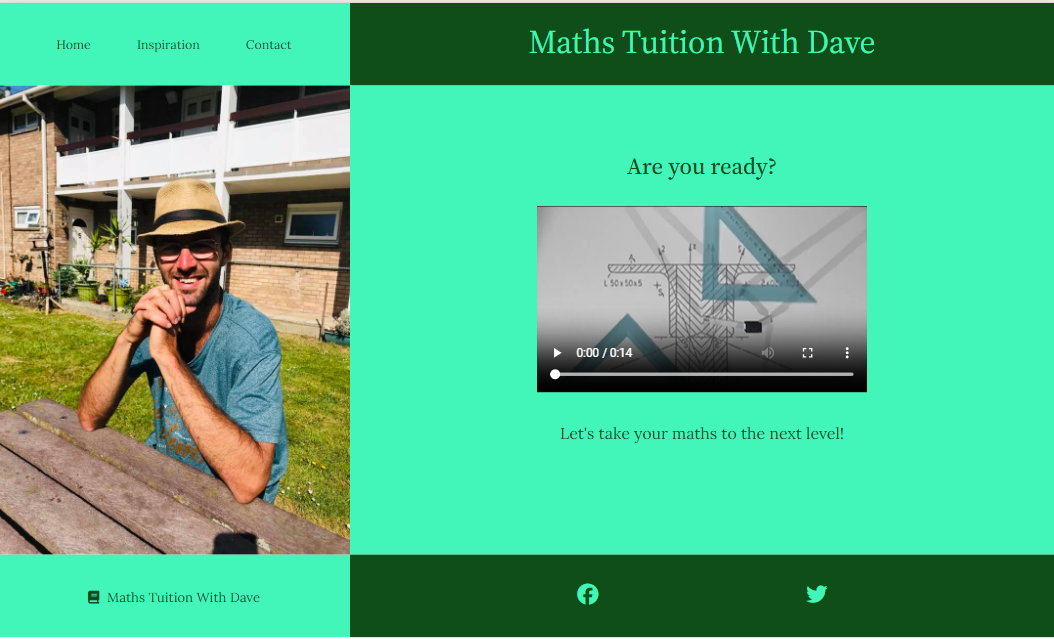 Home Inspiration Contact
Maths Tuition With Dave
Are you ready?
L 50x50x5
0:00 / 0:14
Let's take your maths to the next level!
Maths Tuition With Dave